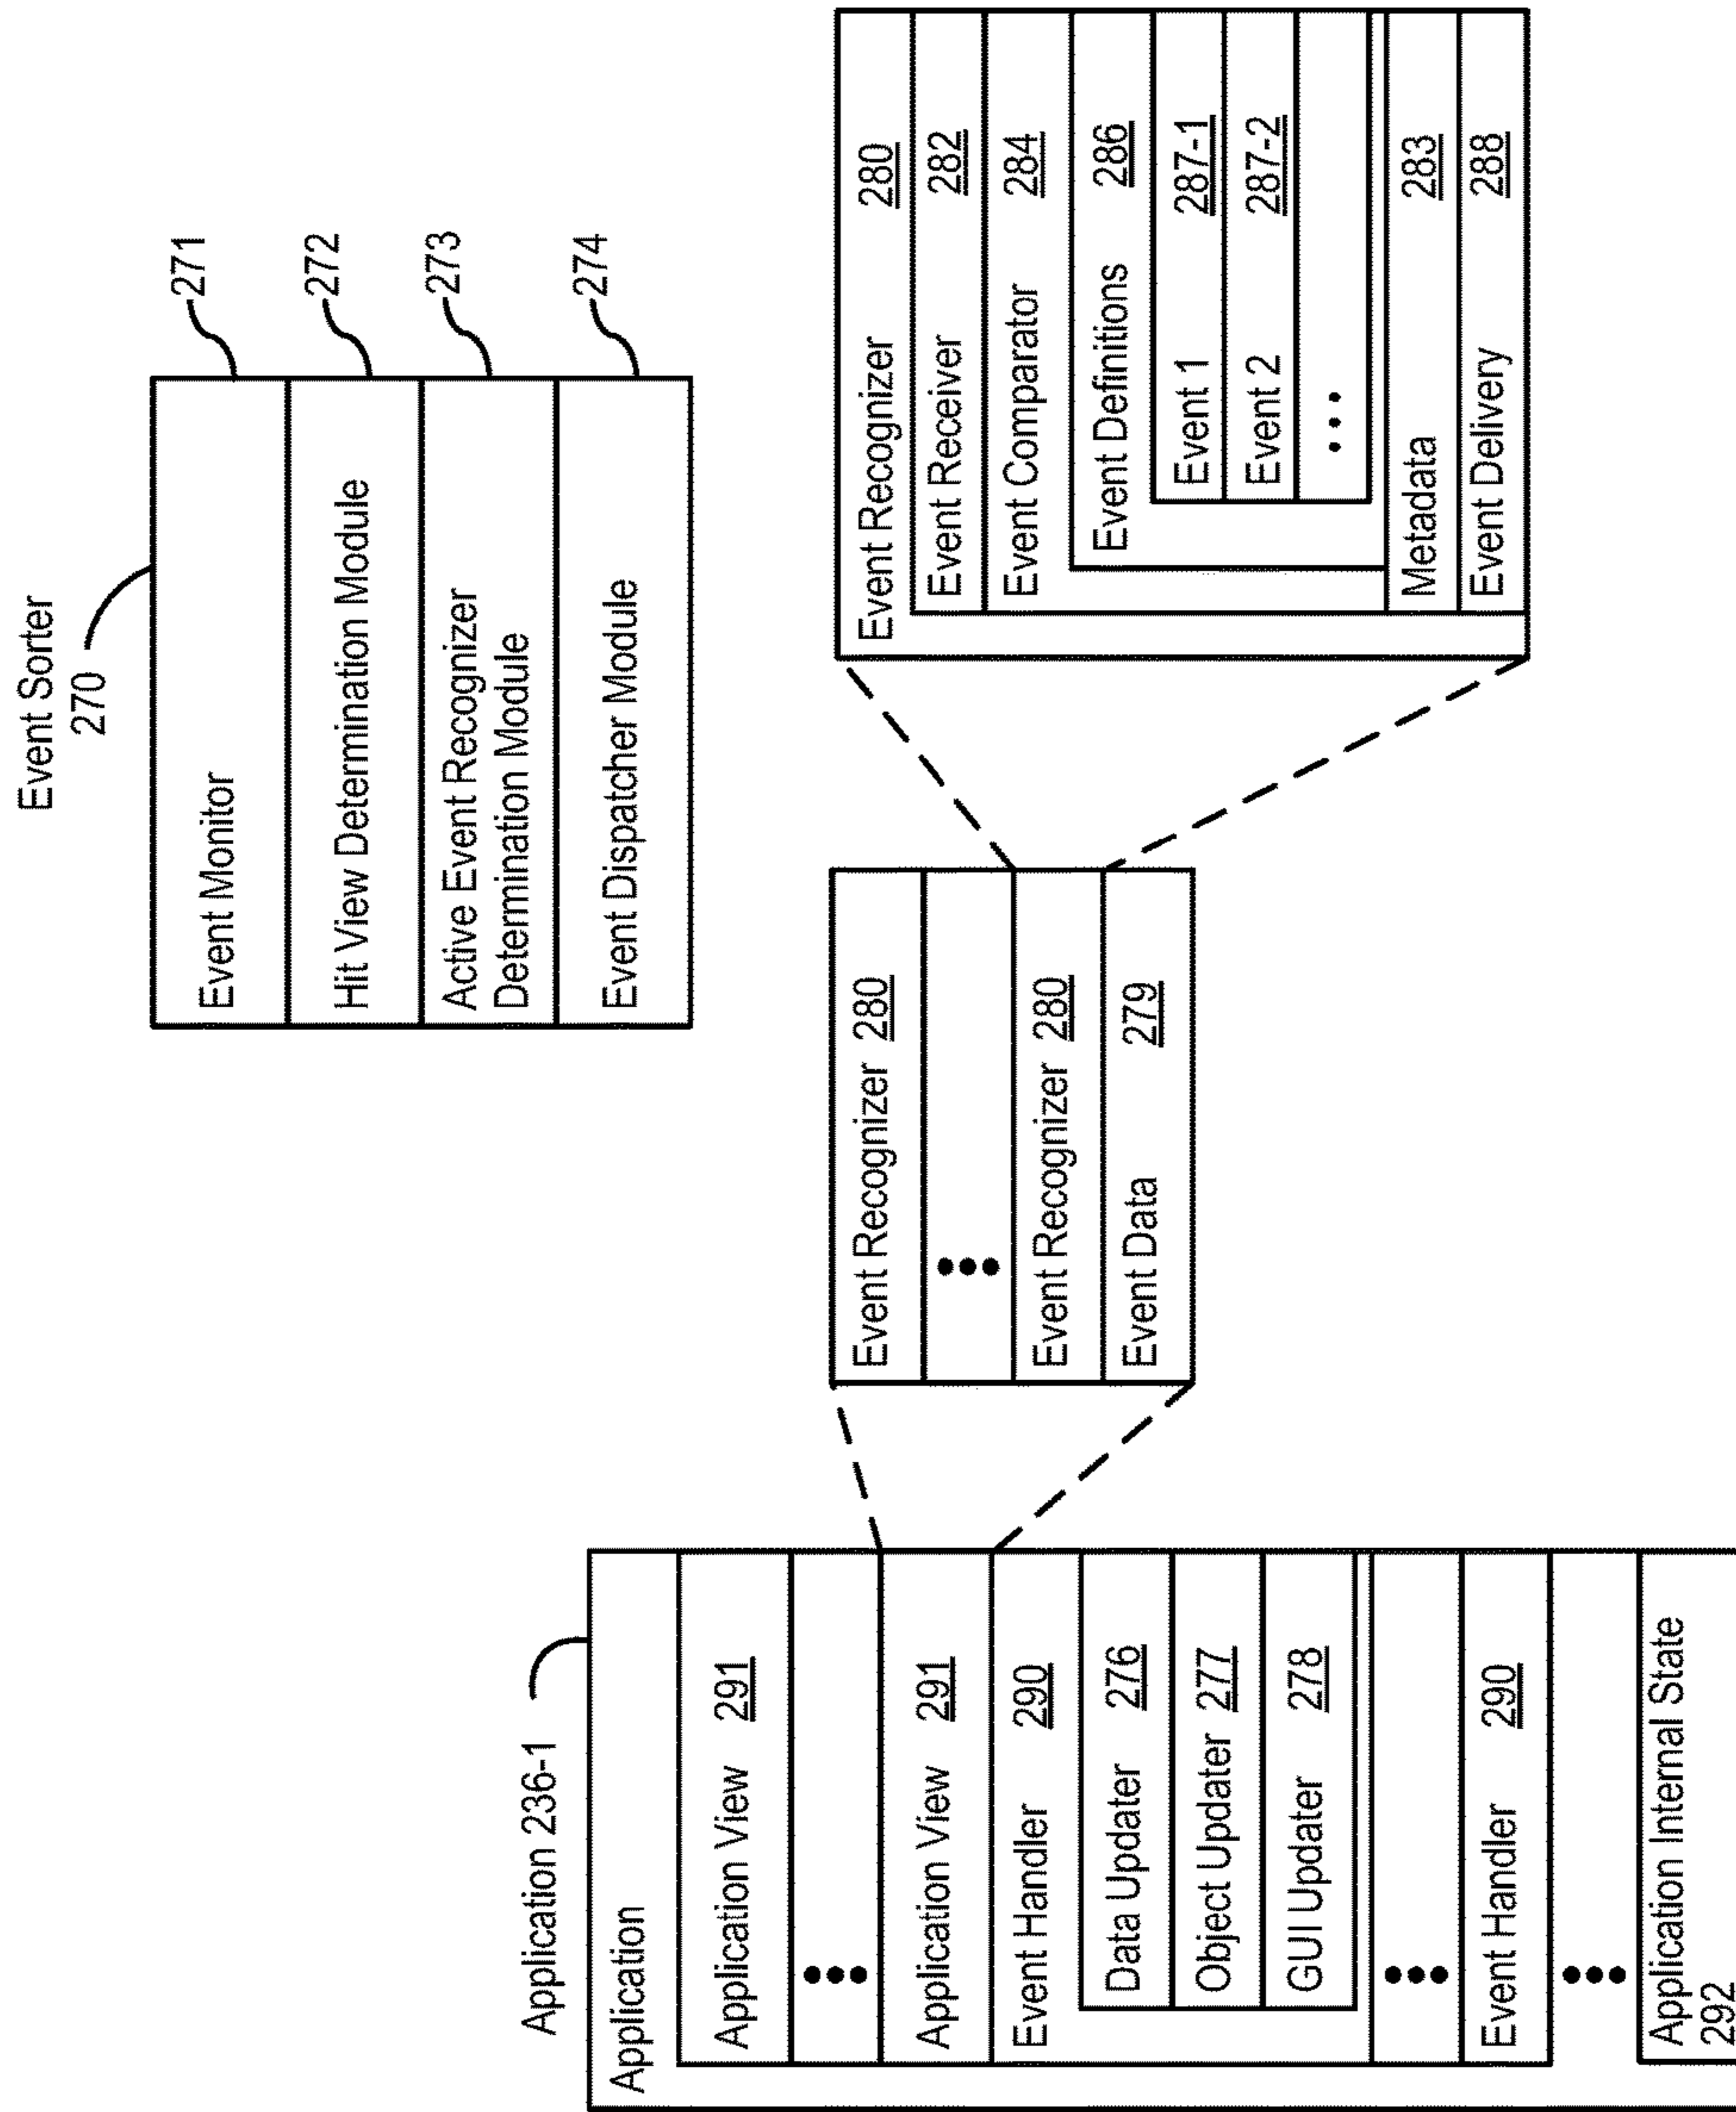 Event Sorter
270
Event Monitor
271
Hit View Determination Module
272
Active Event Recognizer
Determination Module
273
Event Dispatcher Module
274
Application 236-1
Application
Application View 291
•••
Application View 291
Event Handler 290
Data Updater 276
Object Updater 277
GUI Updater 278
•••
Event Handler 290
•••
Application Internal State
292
Event Recognizer 280
•••
Event Recognizer 280
Event Data 279
Event Recognizer 280
Event Receiver 282
Event Comparator 284
Event Definitions 286
Event 1 287-1
Event 2 287-2
•••
Metadata 283
Event Delivery 288